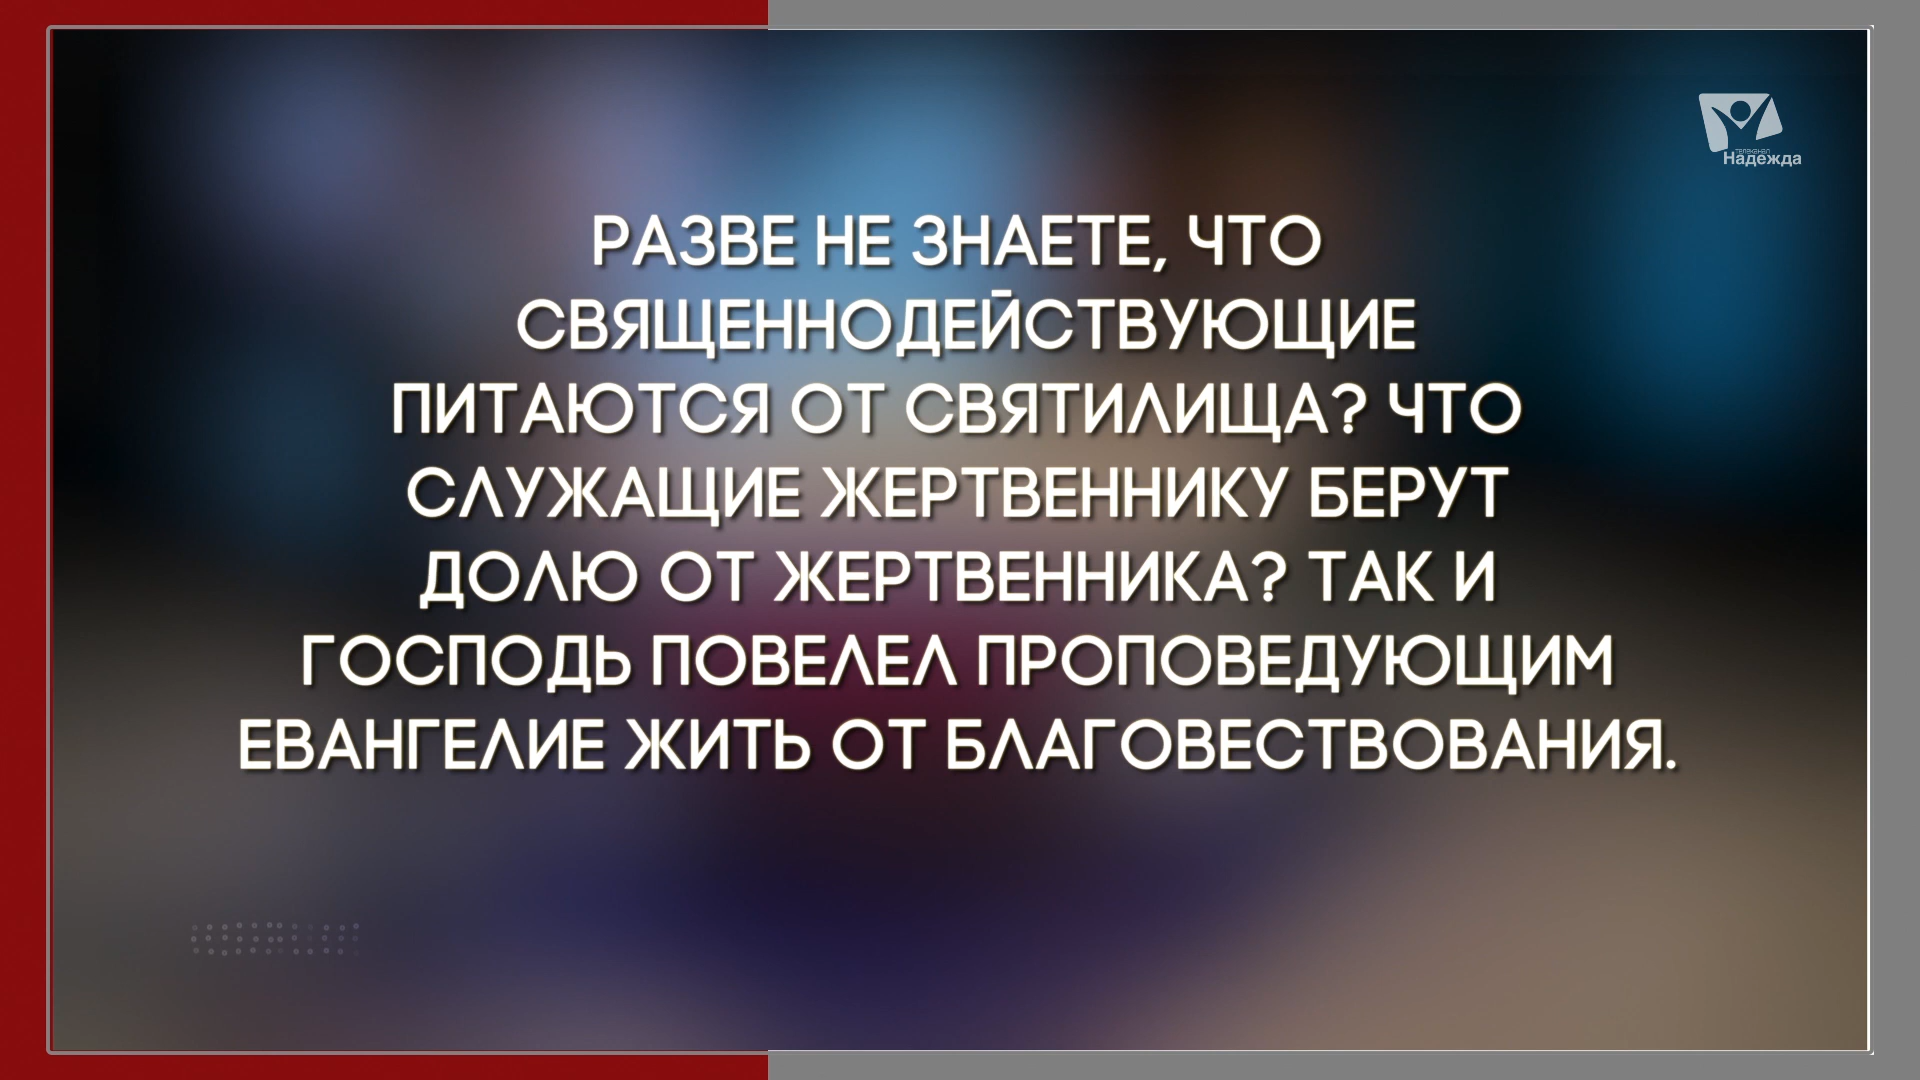 телеканал
Надежда
РАЗВЕ НЕ ЗНАЕТЕ, ЧТО
СВЯЩЕННОДЕЙСТВУЮЩИЕ
ПИТАЮТСЯ ОТ СВЯТИЛИЩА? ЧТО
СЛУЖАЩИЕ ЖЕРТВЕННИКУ БЕРУТ
ДОЛЮ ОТ ЖЕРТВЕННИКА? ТАК И
ГОСПОДЬ ПОВЕЛЕЛ ПРОПОВЕДУЮЩИМ
ЕВАНГЕЛИЕ ЖИТЬ ОТ БЛАГОВЕСТВОВАНИЯ.